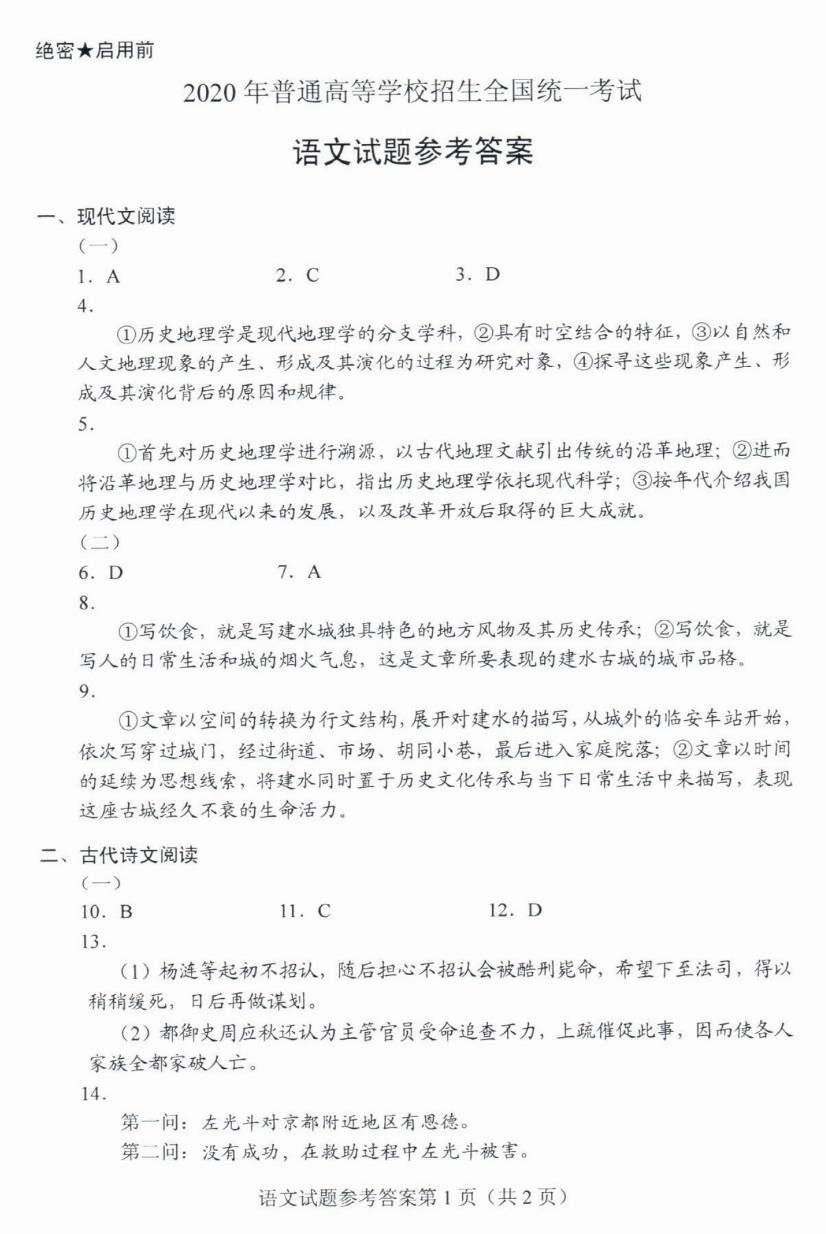 绝密★启用前
2020 年普通高等学校招生全国统一考试
语文试题参考答案
一、现代文阅读
（一）
1．A 2．C 3．D
4．
①历史地理学是现代地理学的分支学科，②具有时空结合的特征，③以自然和
人文地理现象的产生、形成及其演化的过程为研究对象，④探寻这些现象产生、形
成及其演化背后的原因和规律。
5．
①首先对历史地理学进行溯源，以古代地理文献引出传统的沿革地理；②进而
将沿革地理与历史地理学对比，指出历史地理学依托现代科学；③按年代介绍我国
历史地理学在现代以来的发展，以及改革开放后取得的巨大成就。
（二）
6．D 7．A
8．
①写饮食，就是写建水城独具特色的地方风物及其历史传承；②写饮食，就是
写人的日常生活和城的烟火气息，这是文章所要表现的建水古城的城市品格。
9．
①文章以空间的转换为行文结构，展开对建水的描写，从城外的临安车站开始，
依次写穿过城门，经过街道、市场、胡同小巷，最后进入家庭院落；②文章以时间
的延续为思想线索，将建水同时置于历史文化传承与当下日常生活中来描写，表现
这座古城经久不衰的生命活力。
二、古代诗文阅读
（一）
10．B 11．C 12．D
13．
（1）杨涟等起初不招认，随后担心不招认会被酷刑毙命，希望下至法司，得以
稍稍缓死，日后再做谋划。
（2）都御史周应秋还认为主管官员受命追查不力，上疏催促此事，因而使各人
家族全都家破人亡。
14．
第一问：左光斗对京都附近地区有恩德。
第二问：没有成功，在救助过程中左光斗被害。
语文试题参考答案第 1 页（共 2 页）